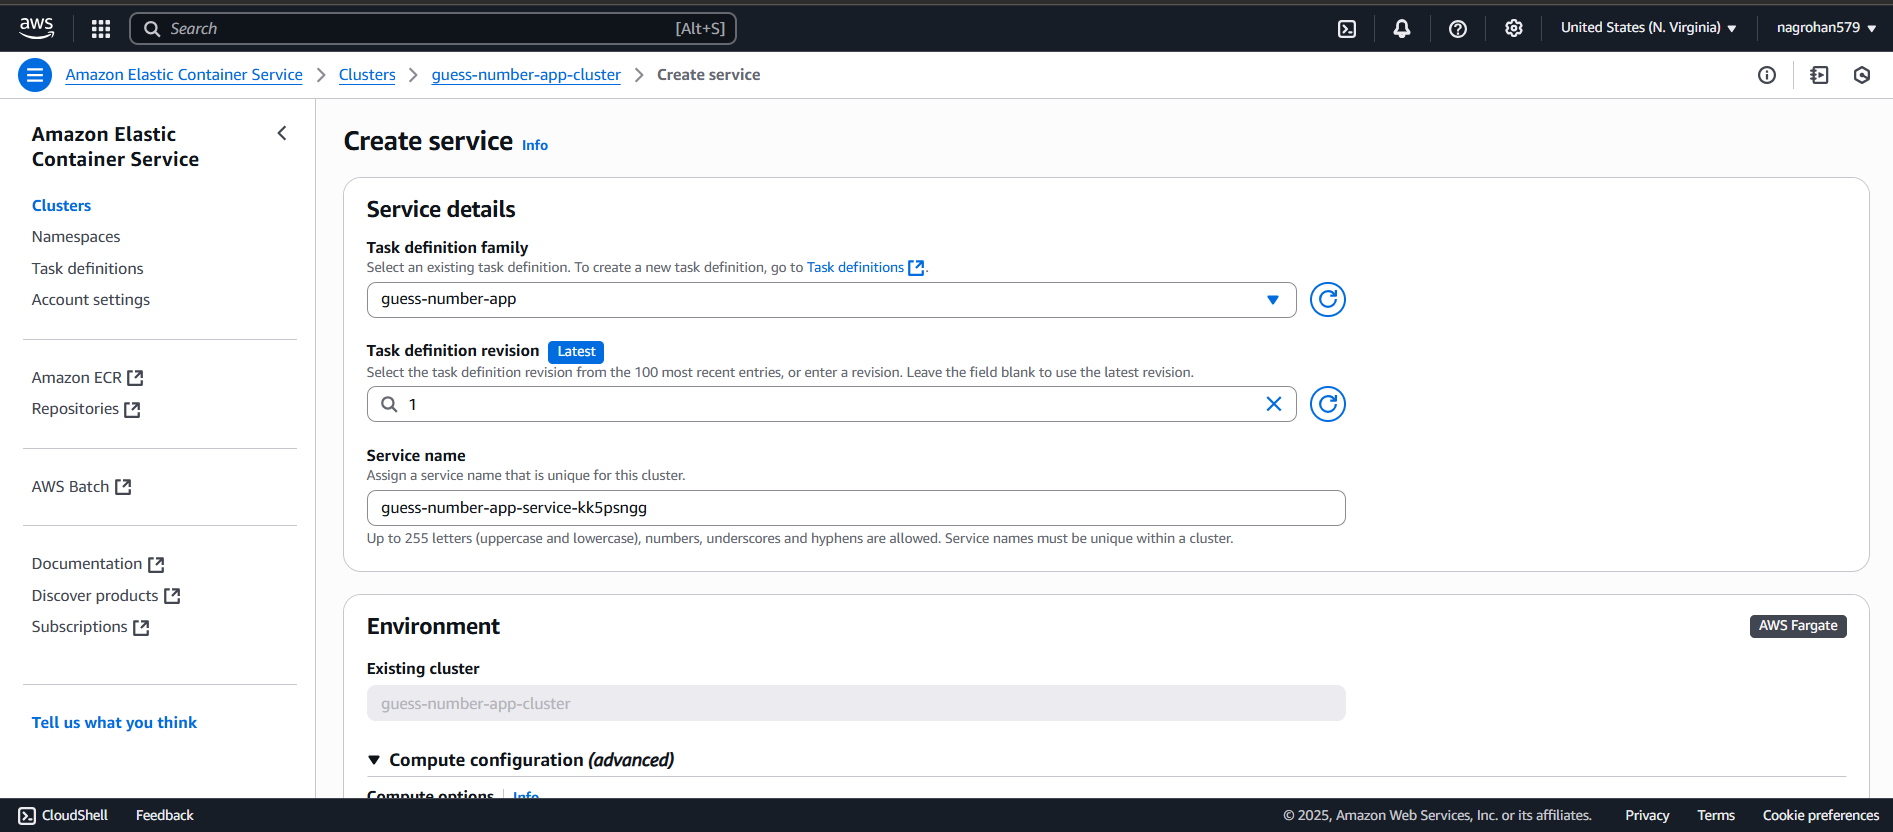 aws
Search [Alt+S]
United States (N. Virginia)
nagrohan579
Amazon Elastic Container Service
Clusters
guess-number-app-cluster
Create service
Amazon Elastic
Container Service
Clusters
Namespaces
Task definitions
Account settings
Amazon ECR
Repositories
AWS Batch
Documentation
Discover products
Subscriptions
Tell us what you think
Create service Info
Service details
Task definition family
Select an existing task definition. To create a new task definition, go to Task definitions .
guess-number-app
Task definition revision Latest
Select the task definition revision from the 100 most recent entries, or enter a revision. Leave the field blank to use the latest revision.
1
Service name
Assign a service name that is unique for this cluster.
guess-number-app-service-kk5psngg
Up to 255 letters (uppercase and lowercase), numbers, underscores and hyphens are allowed. Service names must be unique within a cluster.
Environment
AWS Fargate
Existing cluster
guess-number-app-cluster
Compute configuration (advanced)
Compute options Info
CloudShell
Feedback
© 2025, Amazon Web Services, Inc. or its affiliates.
Privacy
Terms
Cookie preferences